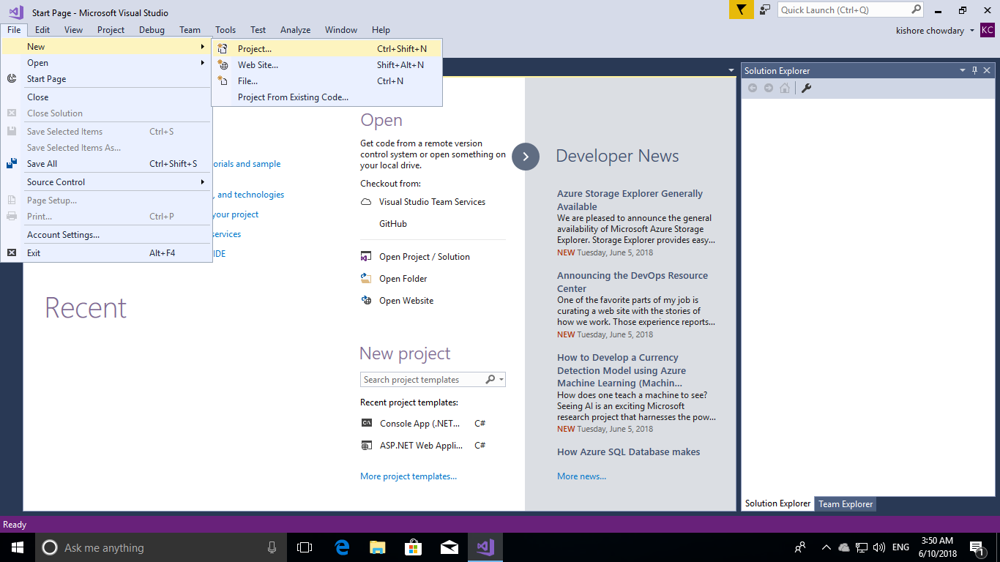 Start Page - Microsoft Visual Studio
Quick Launch (Ctrl+Q)
File Edit View Project Debug Team Tools Test Analyze Window Help
kishore chowdary KC
New
Open
Start Page
Close
Close Solution
Save Selected Items Ctrl+S
Save Selected Items As...
Save All Ctrl+Shift+S
Source Control
Page Setup...
Print... Ctrl+P
Account Settings...
Exit Alt+F4
Project... Ctrl+Shift+N
Web Site... Shift+Alt+N
File... Ctrl+N
Project From Existing Code...
orials and sample
, and technologies
your project
services
IDE
Recent
Open
Get code from a remote version
control system or open something on
your local drive.
Checkout from:
Visual Studio Team Services
GitHub
Open Project / Solution
Open Folder
Open Website
New project
Search project templates
Recent project templates:
Console App (.NET... C#
ASP.NET Web Appli... C#
More project templates...
Developer News
Azure Storage Explorer Generally
Available
We are pleased to announce the general
availability of Microsoft Azure Storage
Explorer. Storage Explorer provides easy...
NEW Tuesday, June 5, 2018
Announcing the DevOps Resource
Center
One of the favorite parts of my job is
curating a web site with the stories of
how we work. Those experience reports...
NEW Tuesday, June 5, 2018
How to Develop a Currency
Detection Model using Azure
Machine Learning (Machin...
How does one teach a machine to see?
Seeing AI is an exciting Microsoft
research project that harnesses the pow...
NEW Tuesday, June 5, 2018
How Azure SQL Database makes
More news...
Solution Explorer
Solution Explorer Team Explorer
Ready
Ask me anything
ENG
3:50 AM
6/10/2018
1